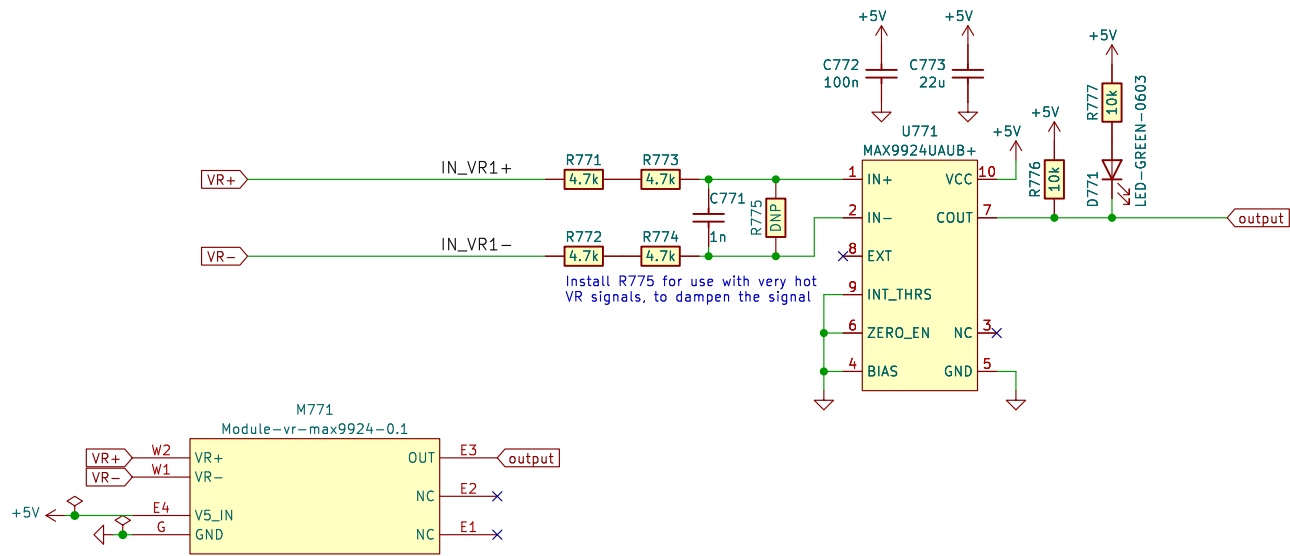 +5V
+5V
+5V
C772
100n
C773
22u
R777
10k
LED-GREEN-0603
D771
+5V
R776
10k
+5V
U771
MAX9924UAUB+
VR+
IN_VR1+
R771
4.7k
R773
4.7k
C771
1n
R775
DNP
VR-
IN_VR1-
R772
4.7k
R774
4.7k
Install R775 for use with very hot
VR signals, to dampen the signal
1 IN+
2 IN-
8 EXT
9 INT_THRS
6 ZERO_EN
4 BIAS
VCC 10
COUT 7
NC 3
GND 5
output
M771
Module-vr-max9924-0.1
VR+ W2 VR+
VR- W1 VR-
+5V E4 V5_IN
G GND
OUT E3 output
NC E2
NC E1